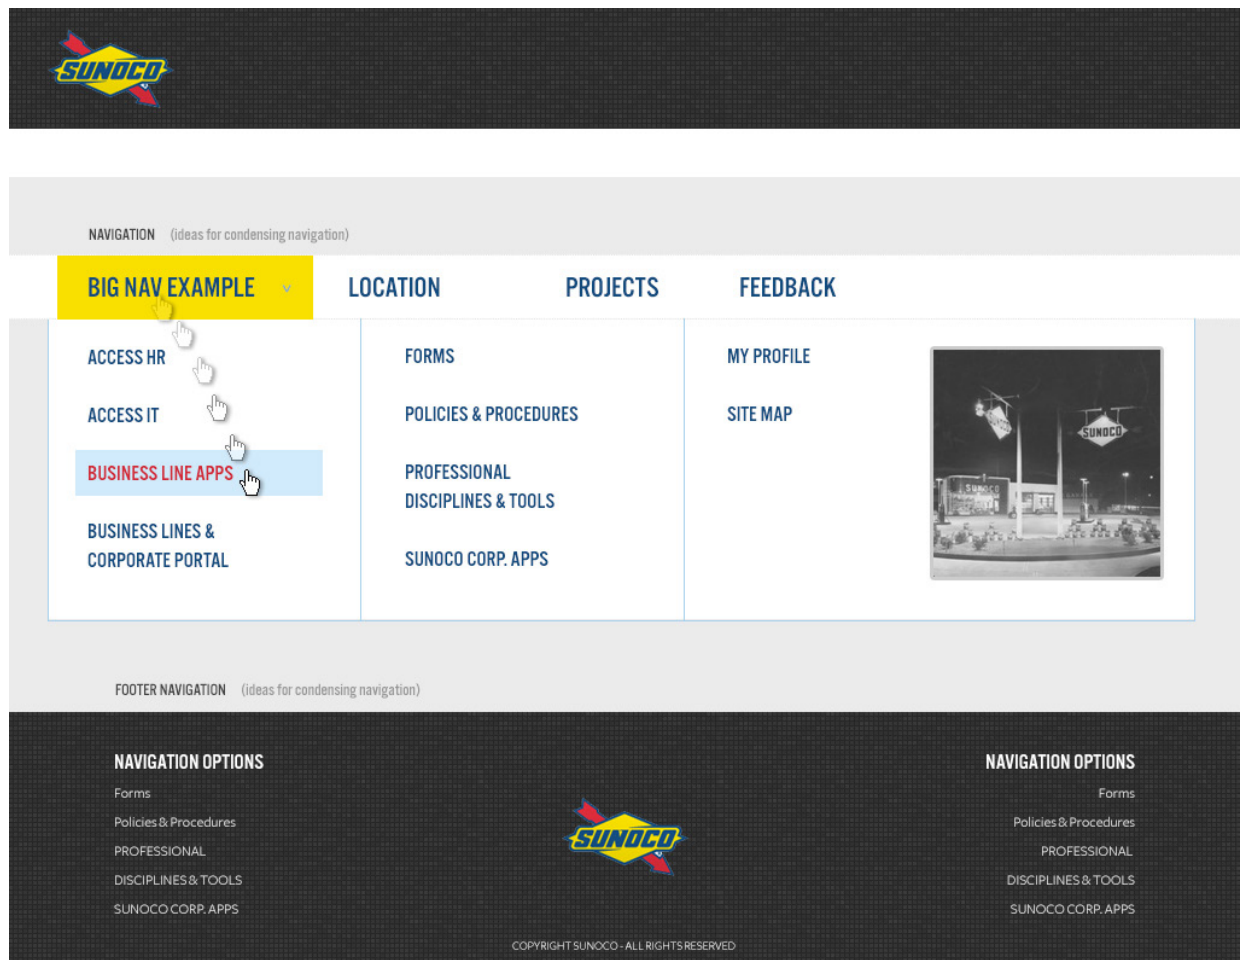 SUNOCO
NAVIGATION (ideas for condensing navigation)
BIG NAV EXAMPLE v LOCATION PROJECTS FEEDBACK
ACCESS HR
ACCESS IT
BUSINESS LINE APPS
BUSINESS LINES &
CORPORATE PORTAL
FORMS
POLICIES & PROCEDURES
PROFESSIONAL
DISCIPLINES & TOOLS
SUNOCO CORP. APPS
MY PROFILE
SITE MAP
SUNOCO
SUNOCO
SUNOCO
FOOTER NAVIGATION (ideas for condensing navigation)
NAVIGATION OPTIONS
Forms
Policies & Procedures
PROFESSIONAL
DISCIPLINES & TOOLS
SUNOCO CORP. APPS
SUNOCO
COPYRIGHT SUNOCO - ALL RIGHTS RESERVED
NAVIGATION OPTIONS
Forms
Policies & Procedures
PROFESSIONAL
DISCIPLINES & TOOLS
SUNOCO CORP. APPS